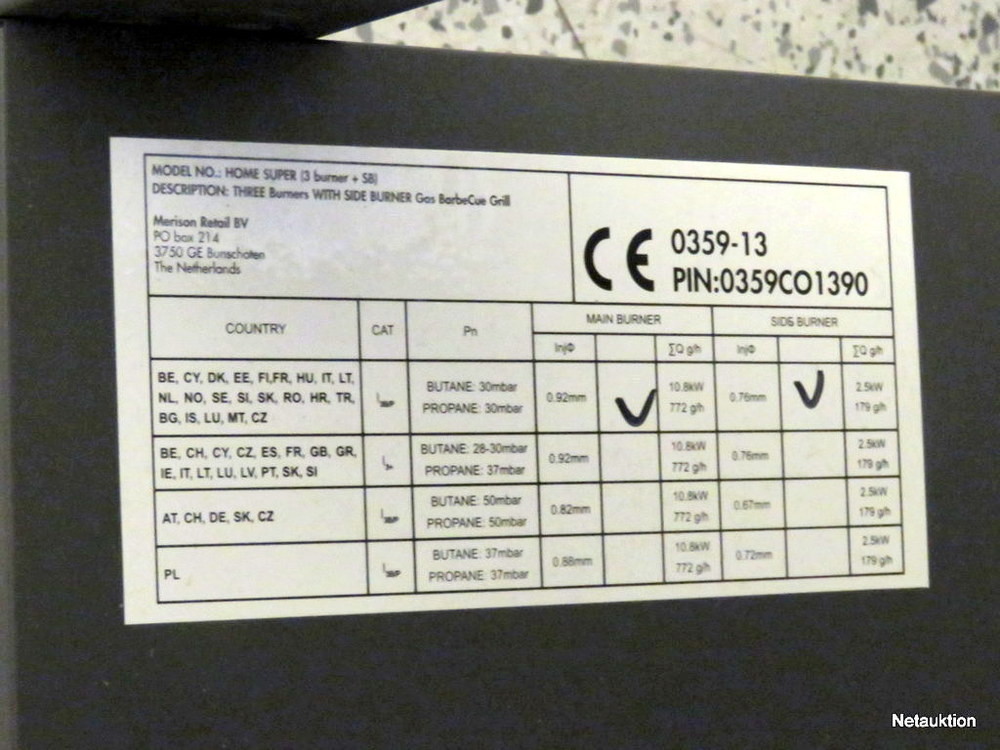 MODEL NO.: HOME SUPER (3 burner + SB)
DESCRIPTION: THREE Burners WITH SIDE BURNER Gas BarbeCue Grill
Merison Retail BV
PO box 214
3750 GE Bunschoten
The Netherlands
CE 0359-13
PIN:0359CO1390
COUNTRY CAT Pn MAIN BURNER SIDE BURNER
InjΦ ∑Q g/h InjΦ ∑Q g/h
BE, CY, DK, EE, FI,FR, HU, IT, LT,
NL, NO, SE, SI, SK, RO, HR, TR,
BG, IS, LU, MT, CZ
I3B/P
BUTANE: 30mbar
PROPANE: 30mbar
0.92mm
10.8kW
772 g/h
0.76mm
2.5kW
179 g/h
BE, CH, CY, CZ, ES, FR, GB, GR,
IE, IT, LT, LU, LV, PT, SK, SI
I3+
BUTANE: 28-30mbar
PROPANE: 37mbar
0.92mm
10.8kW
772 g/h
0.76mm
2.5kW
179 g/h
AT, CH, DE, SK, CZ
I3B/P
BUTANE: 50mbar
PROPANE: 50mbar
0.82mm
10.8kW
772 g/h
0.67mm
2.5kW
179 g/h
PL
I3B/P
BUTANE: 37mbar
PROPANE: 37mbar
0.86mm
10.8kW
772 g/h
0.72mm
2.5kW
179 g/h
Netauktion